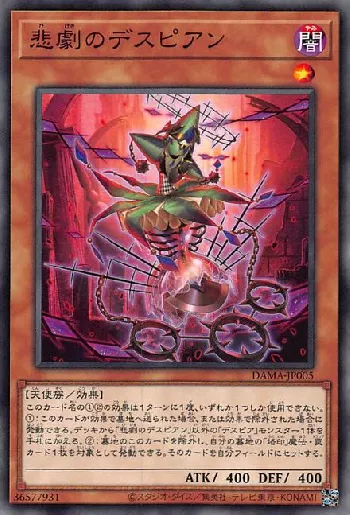 悲劇のデスピアン
闇
DAMA-JP005
[天使族/効果]
このカード名の①②の効果は1ターンに1度、いずれか1つしか使用できない。
①:このカードが効果で墓地へ送られた場合、または効果で除外された場合に
発動できる。デッキから「悲劇のデスピアン」以外の「デスピア」モンスター1体を
手札に加える。②:墓地のこのカードを除外し、自分の墓地の「烙印」魔法・罠
カード1枚を対象として発動できる。そのカードを自分フィールドにセットする。
ATK/ 400 DEF/ 400
36577931
©スタジオ・ダイス/集英社・テレビ東京・KONAMI